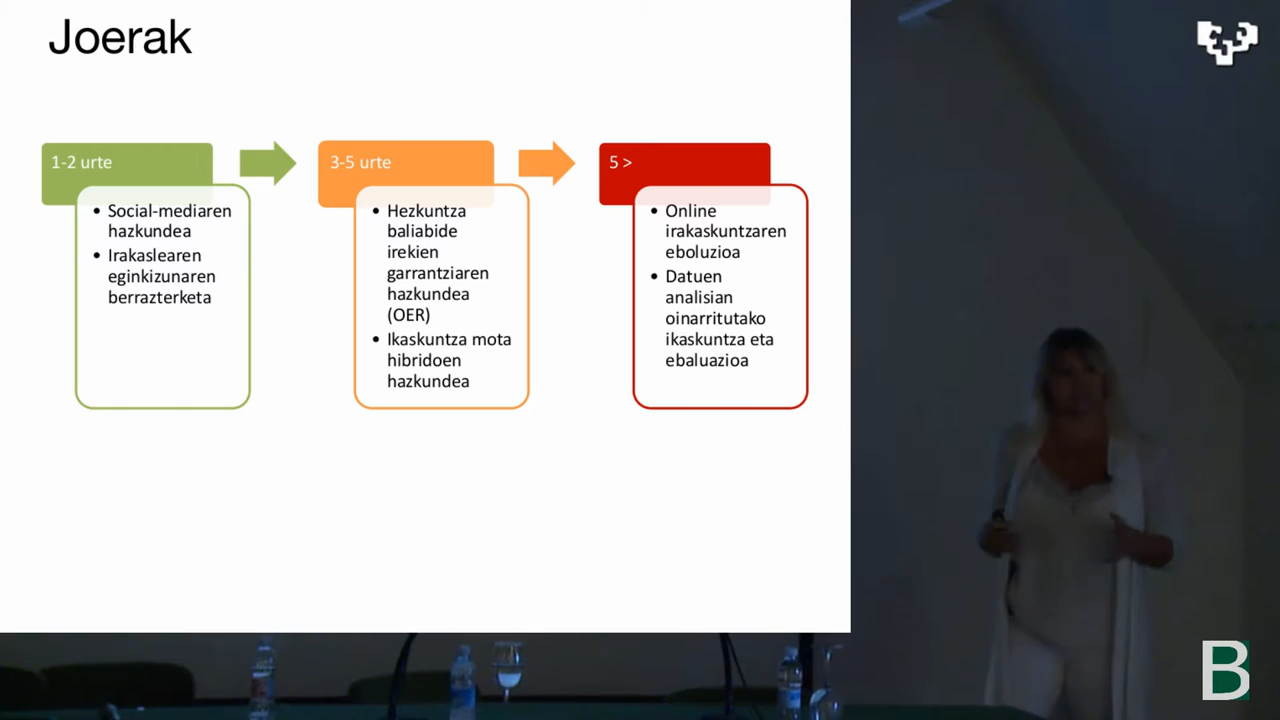 Joerak
1-2 urte
• Social-mediaren
hazkundea
• Irakaslearen
eginkizunaren
berrazterketa
3-5 urte
• Hezkuntza
baliabide
irekien
garrantziaren
hazkundea
(OER)
• Ikaskuntza mota
hibridoen
hazkundea
5 >
• Online
irakaskuntzaren
eboluzioa
• Datuen
analisian
oinarritutako
ikaskuntza eta
ebaluazioa
B